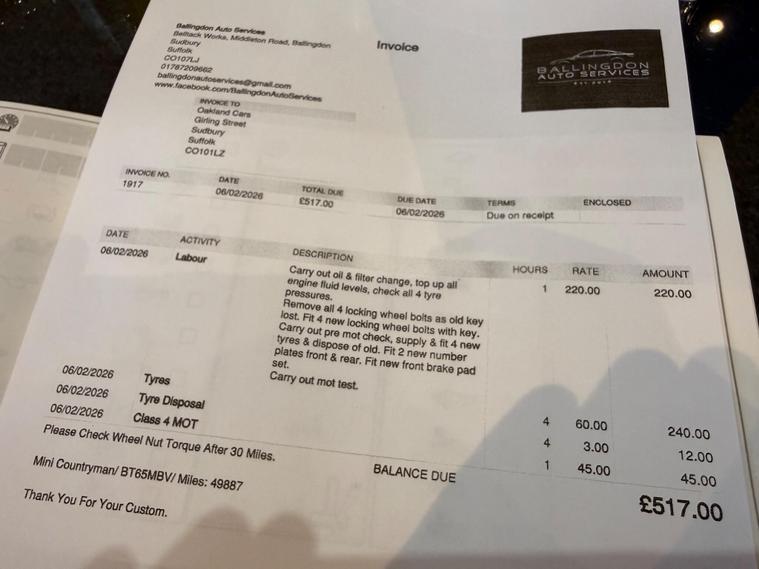 Ballingdon Auto Services
Belltack Works, Middleton Road, Ballingdon
Sudbury
Suffolk
CO107LJ
01787209662
ballingdonautoservices@gmail.com
www.facebook.com/BallingdonAutoServices
Invoice
BALLINGDON
AUTO SERVICES
INVOICE TO
Oakland Cars
Girling Street
Sudbury
Suffolk
CO101LZ
INVOICE NO. DATE TOTAL DUE DUE DATE TERMS ENCLOSED
1917 06/02/2026 £517.00 06/02/2026 Due on receipt
DATE ACTIVITY DESCRIPTION HOURS RATE AMOUNT
06/02/2026 Labour Carry out oil & filter change, top up all 1 220.00 220.00
engine fluid levels, check all 4 tyre
pressures.
Remove all 4 locking wheel bolts as old key
lost. Fit 4 new locking wheel bolts with key.
Carry out pre mot check, supply & fit 4 new
tyres & dispose of old. Fit 2 new number
plates front & rear. Fit new front brake pad
set.
Carry out mot test.
06/02/2026 Tyres 4 60.00 240.00
06/02/2026 Tyre Disposal 4 3.00 12.00
06/02/2026 Class 4 MOT 1 45.00 45.00
Please Check Wheel Nut Torque After 30 Miles.
BALANCE DUE £517.00
Mini Countryman/ BT65MBV/ Miles: 49887
Thank You For Your Custom.